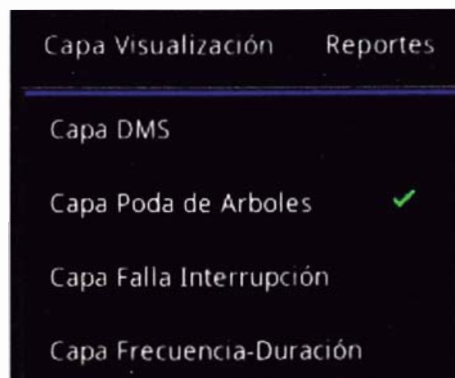 Capa Visualización Reportes
Capa DMS
Capa Poda de Arboles
Capa Falla Interrupción
Capa Frecuencia-Duración